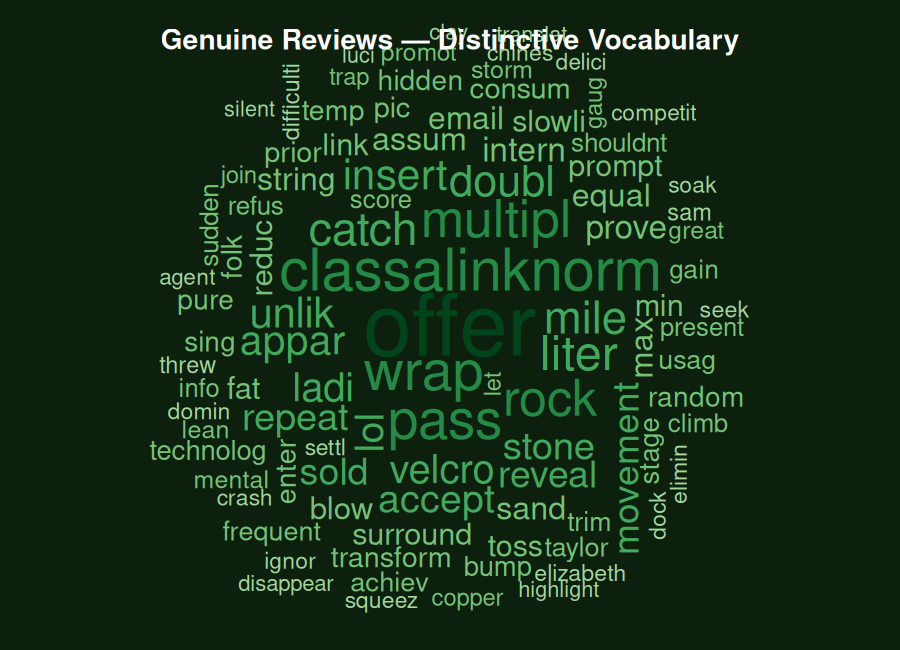 clay translat
Genuine Reviews — Distinctive Vocabulary
luci promot chines delici
difficulti trap hidden storm consum gaug
silent temp pic email slowli competit
prior link assum intern shouldnt
join string insert doubl prompt soak
sudden refus score equal sam
folk reduc catch multipl prove great
agent classalinknorm gain
pure unlik offer mile min seek
sing appar liter max present
threw wrap let usag
info fat ladi rock movement random
domin repeat lol pass stage climb
lean settl stone
technolog enter sold velcro reveal elimin
mental
crash blow accept sand trim dock
frequent surround toss taylor
ignor transform bump elizabeth
disappear achiev highlight
squeez copper